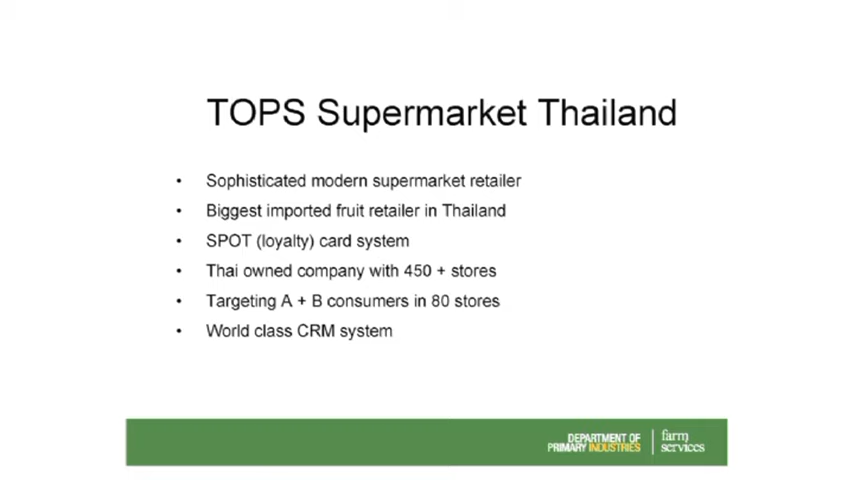 TOPS Supermarket Thailand
• Sophisticated modern supermarket retailer
• Biggest imported fruit retailer in Thailand
• SPOT (loyalty) card system
• Thai owned company with 450 + stores
• Targeting A + B consumers in 80 stores
• World class CRM system
DEPARTMENT OF
PRIMARY INDUSTRIES
farm
services